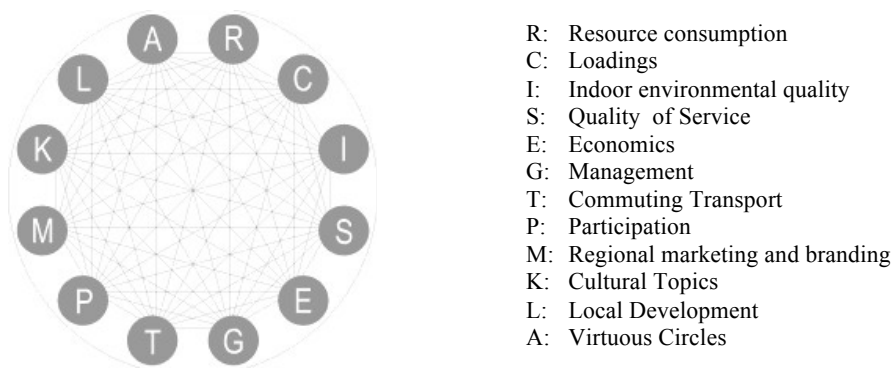 A
R
L
C
K
I
M
S
P
E
T
G
R: Resource consumption
C: Loadings
I: Indoor environmental quality
S: Quality of Service
E: Economics
G: Management
T: Commuting Transport
P: Participation
M: Regional marketing and branding
K: Cultural Topics
L: Local Development
A: Virtuous Circles